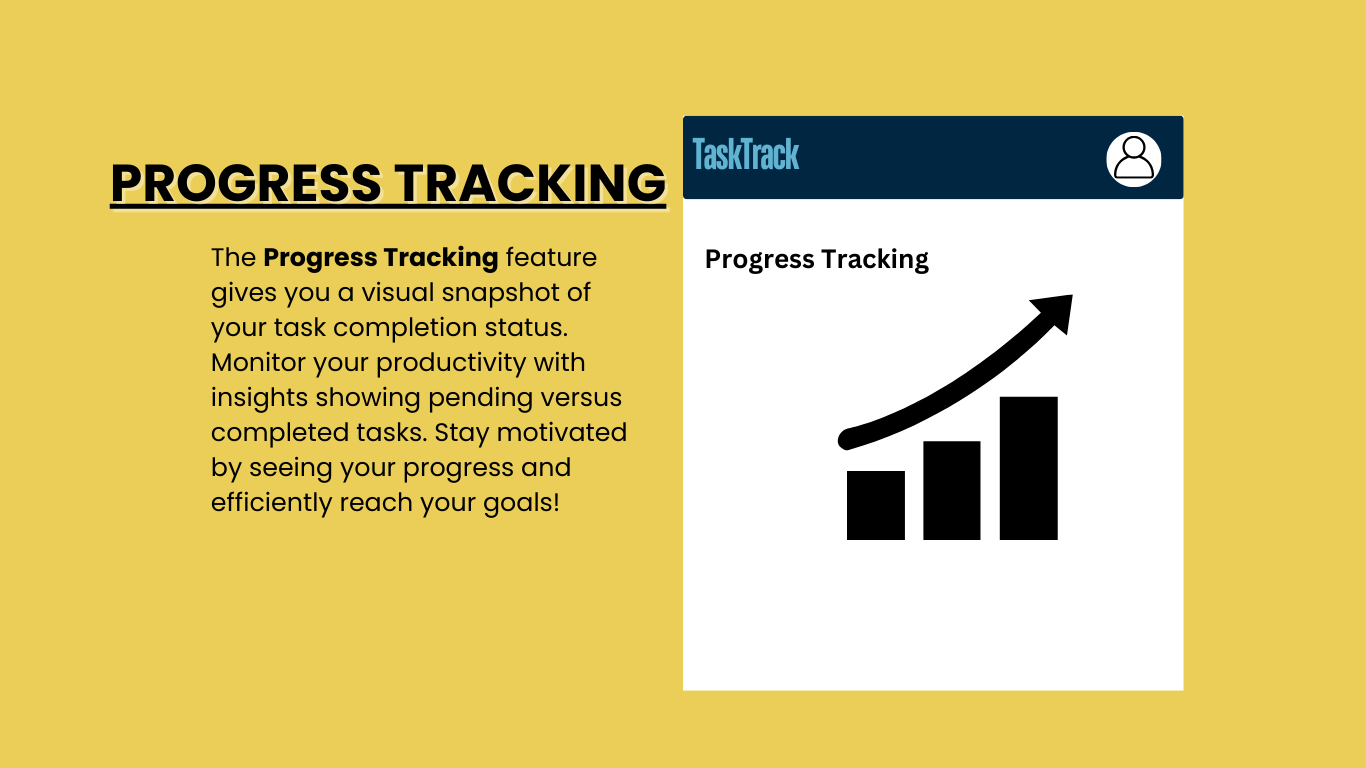 PROGRESS TRACKING
The Progress Tracking feature
gives you a visual snapshot of
your task completion status.
Monitor your productivity with
insights showing pending versus
completed tasks. Stay motivated
by seeing your progress and
efficiently reach your goals!
TaskTrack
Progress Tracking